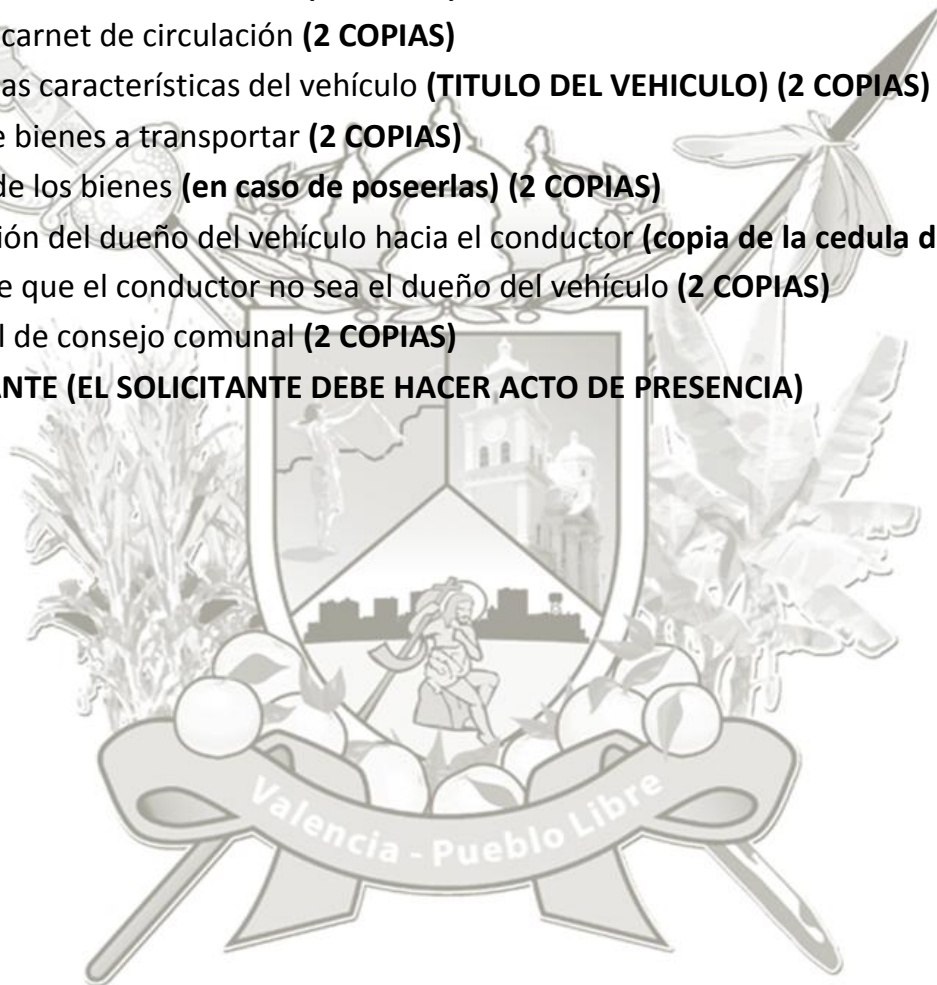 carnet de circulación (2 COPIAS)
as características del vehículo (TITULO DEL VEHICULO) (2 COPIAS)
e bienes a transportar (2 COPIAS)
de los bienes (en caso de poseerlas) (2 COPIAS)
ión del dueño del vehículo hacia el conductor (copia de la cedula d
e que el conductor no sea el dueño del vehículo (2 COPIAS)
l de consejo comunal (2 COPIAS)
ANTE (EL SOLICITANTE DEBE HACER ACTO DE PRESENCIA)
Valencia - Pueblo Libre